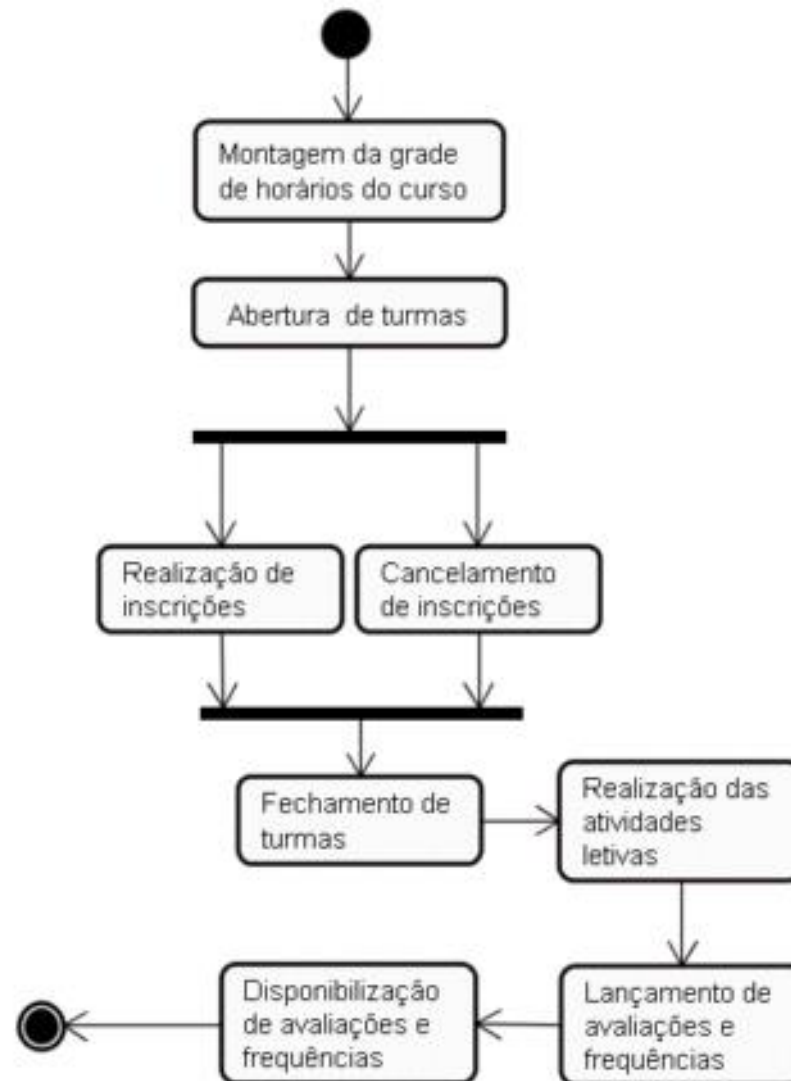 Montagem da grade
de horários do curso
Abertura de turmas
Realização de
inscrições
Cancelamento
de inscrições
Fechamento de
turmas
Realização das
atividades
letivas
Lançamento de
avaliações e
frequências
Disponibilização
de avaliações e
frequências